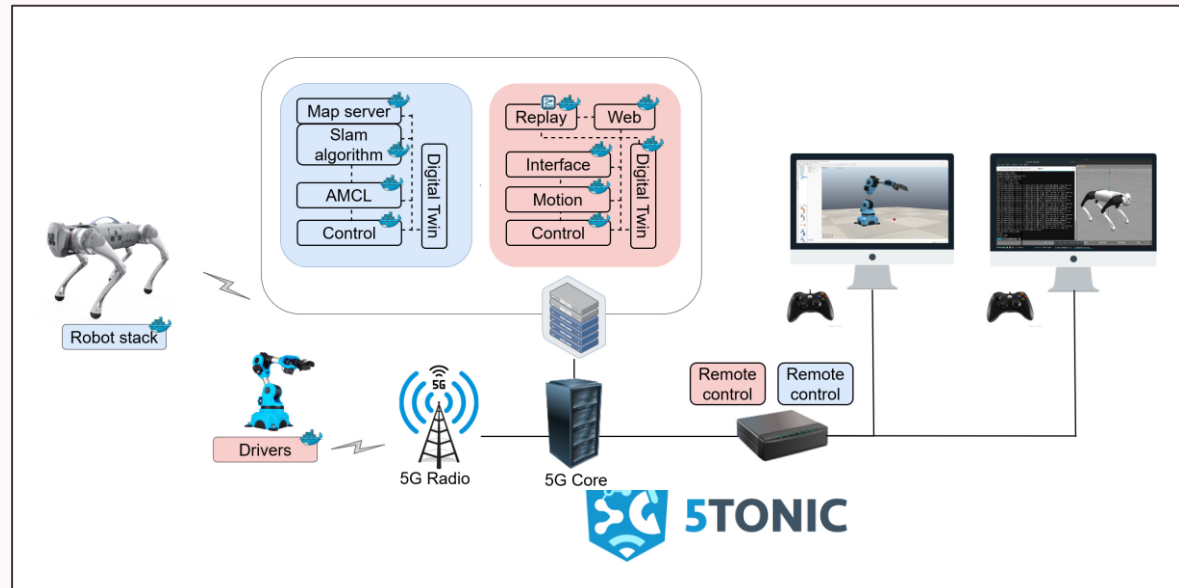 Map server
Slam
algorithm
AMCL
Control
Digital Twin
Replay
Web
Interface
Motion
Control
Digital Twin
Robot stack
Drivers
5G
5G Radio
5G Core
Remote
control
Remote
control
5TONIC